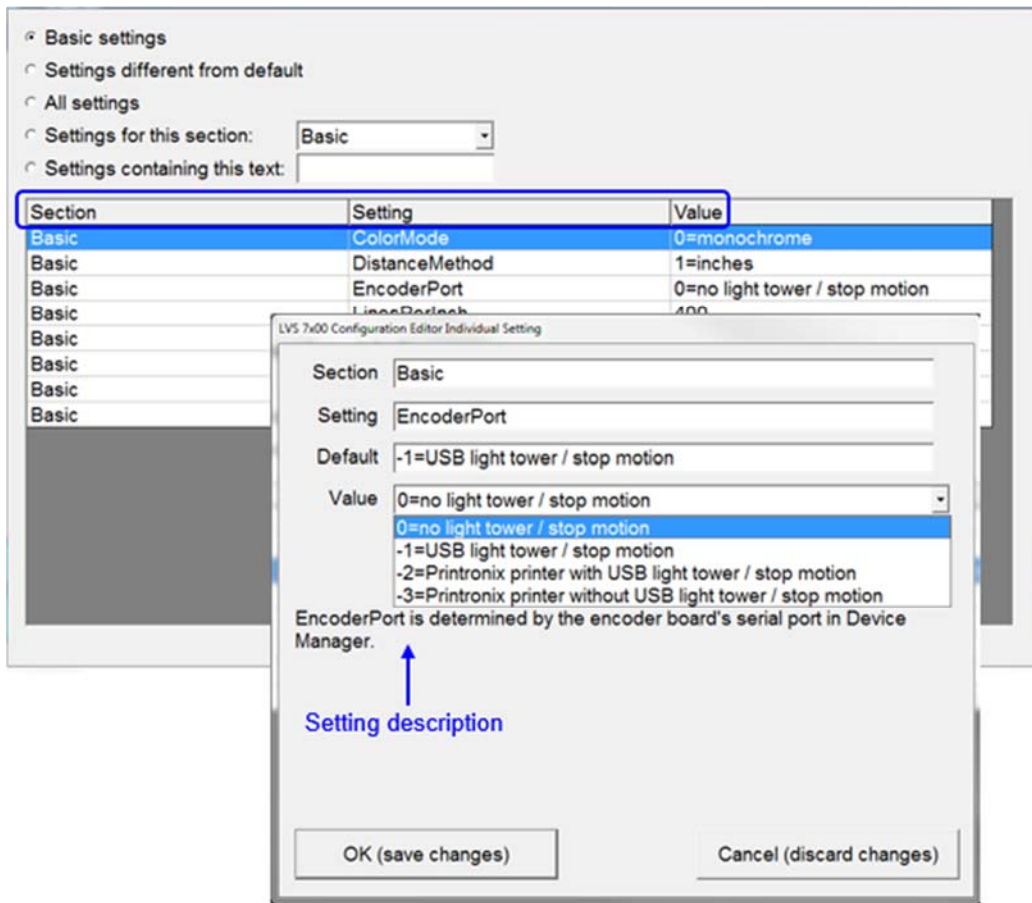 Basic settings
Settings different from default
All settings
Settings for this section: Basic
Settings containing this text:
Section Setting Value
Basic ColorMode 0=monochrome
Basic DistanceMethod 1=inches
Basic EncoderPort 0=no light tower / stop motion
Basic LinesPerInch 400
Basic
Basic
Basic
Basic
LVS 7x00 Configuration Editor Individual Setting
Section Basic
Setting EncoderPort
Default -1=USB light tower / stop motion
Value 0=no light tower / stop motion
0=no light tower / stop motion
-1=USB light tower / stop motion
-2=Printronix printer with USB light tower / stop motion
-3=Printronix printer without USB light tower / stop motion
EncoderPort is determined by the encoder board's serial port in Device
Manager.
Setting description
OK (save changes) Cancel (discard changes)